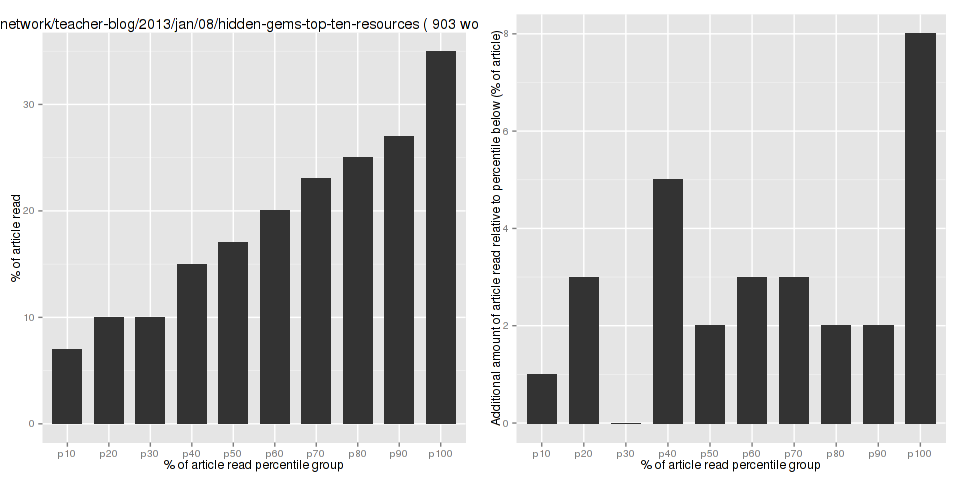 network/teacher-blog/2013/jan/08/hidden-gems-top-ten-resources ( 903 wo
% of article read
30
20
10
0
p10 p20 p30 p40 p50 p60 p70 p80 p90 p100
% of article read percentile group
Additional amount of article read relative to percentile below (% of article)
8
6
4
2
0
p10 p20 p30 p40 p50 p60 p70 p80 p90 p100
% of article read percentile group